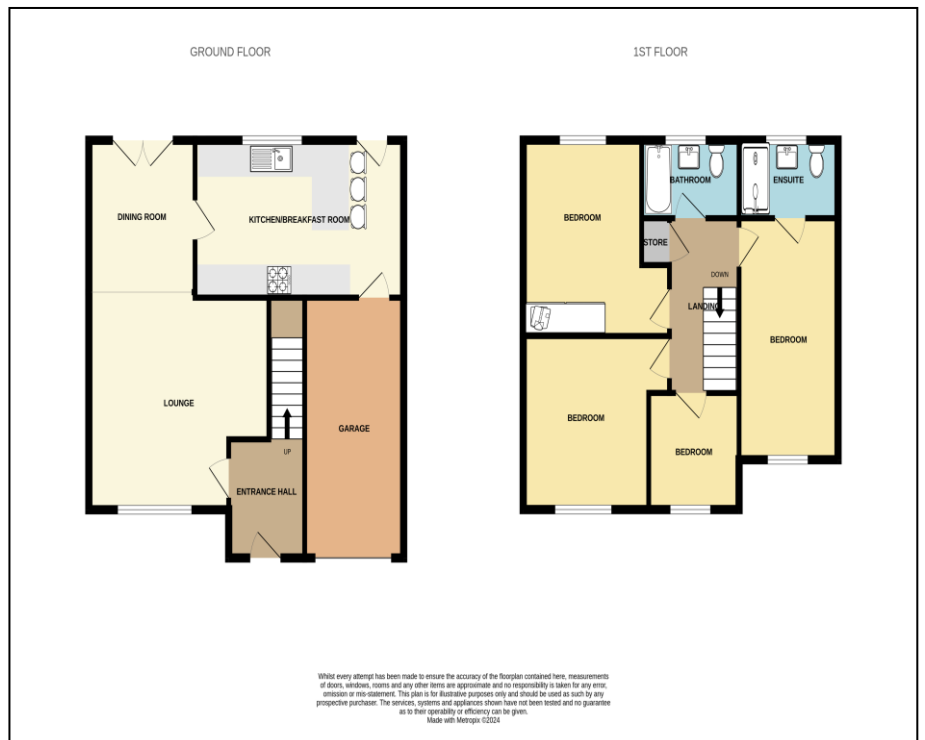 GROUND FLOOR
1ST FLOOR
DINING ROOM
KITCHEN/BREAKFAST ROOM
LOUNGE
UP
GARAGE
ENTRANCE HALL
BATHROOM
ENSUITE
BEDROOM
STORE
DOWN
LANDING
BEDROOM
BEDROOM
BEDROOM
Whilst every attempt has been made to ensure the accuracy of the floorplan contained here, measurements
of doors, windows, rooms and any other items are approximate and no responsibility is taken for any error,
omission or mis-statement. This plan is for illustrative purposes only and should be used as such by any
prospective purchaser. The services, systems and appliances shown have not been tested and no guarantee
as to their operability or efficiency can be given.
Made with Metropix ©2024